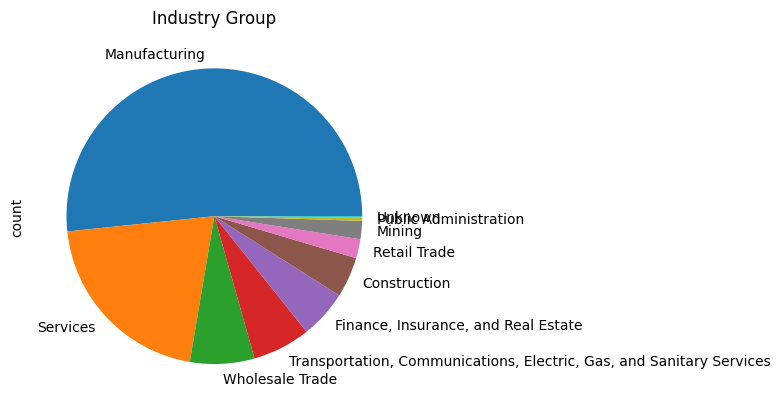 Industry Group
Manufacturing
Unknown
Public Administration
Mining
Retail Trade
Construction
Finance, Insurance, and Real Estate
Transportation, Communications, Electric, Gas, and Sanitary Services
Wholesale Trade
Services
count